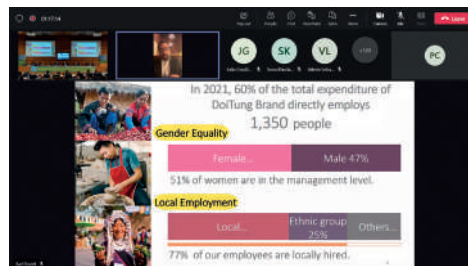 Leave
JG
SK
VL
PC
In 2021, 60% of the total expenditure of
DoiTung Brand directly employs
1,350 people
Gender Equality
Female...
Male 47%
51% of women are in the management level.
Local Employment
Local...
Ethnic group
25%
Others...
77% of our employees are locally hired.